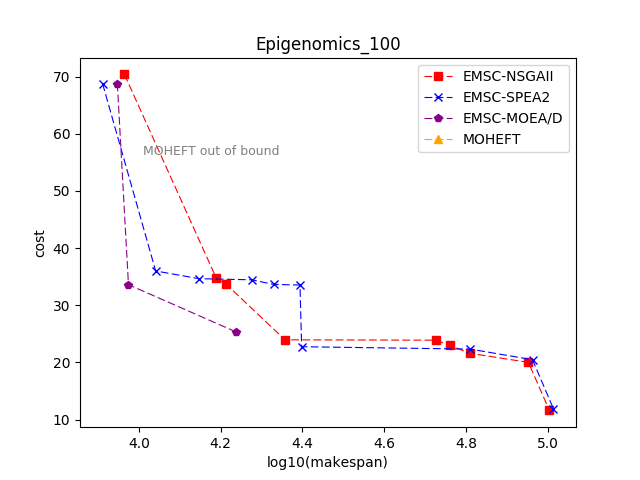 Epigenomics_100
EMSC-NSGAII
EMSC-SPEA2
EMSC-MOEA/D
MOHEFT
MOHEFT out of bound
cost
70
60
50
40
30
20
10
4.0 4.2 4.4 4.6 4.8 5.0
log10(makespan)